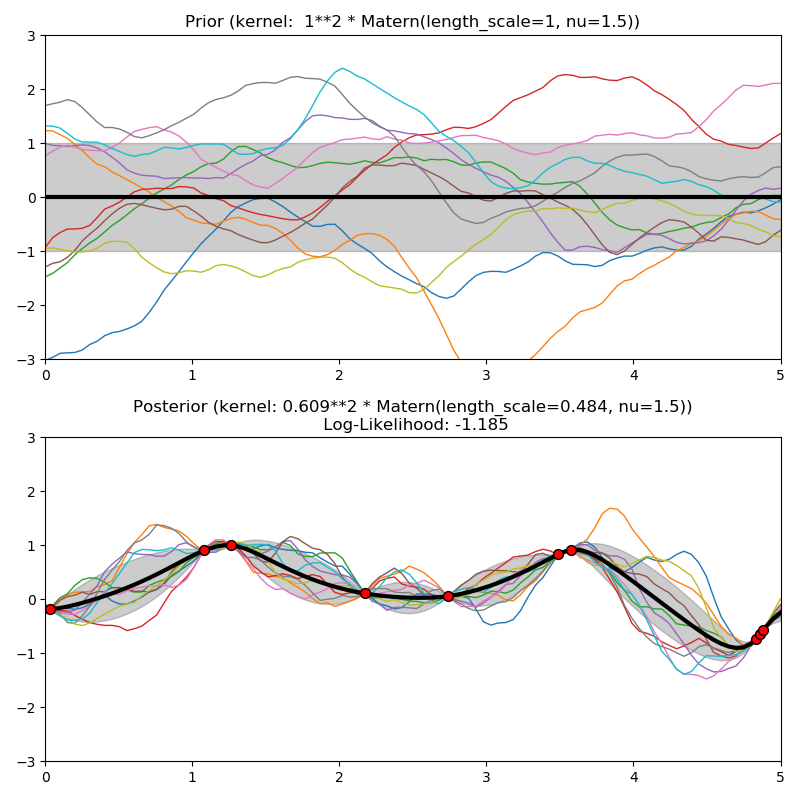 Prior (kernel:  1**2 * Matern(length_scale=1, nu=1.5))
3
2
1
0
−1
−2
−3
0 1 2 3 4 5
Posterior (kernel: 0.609**2 * Matern(length_scale=0.484, nu=1.5))
Log-Likelihood: -1.185
3
2
1
0
−1
−2
−3
0 1 2 3 4 5